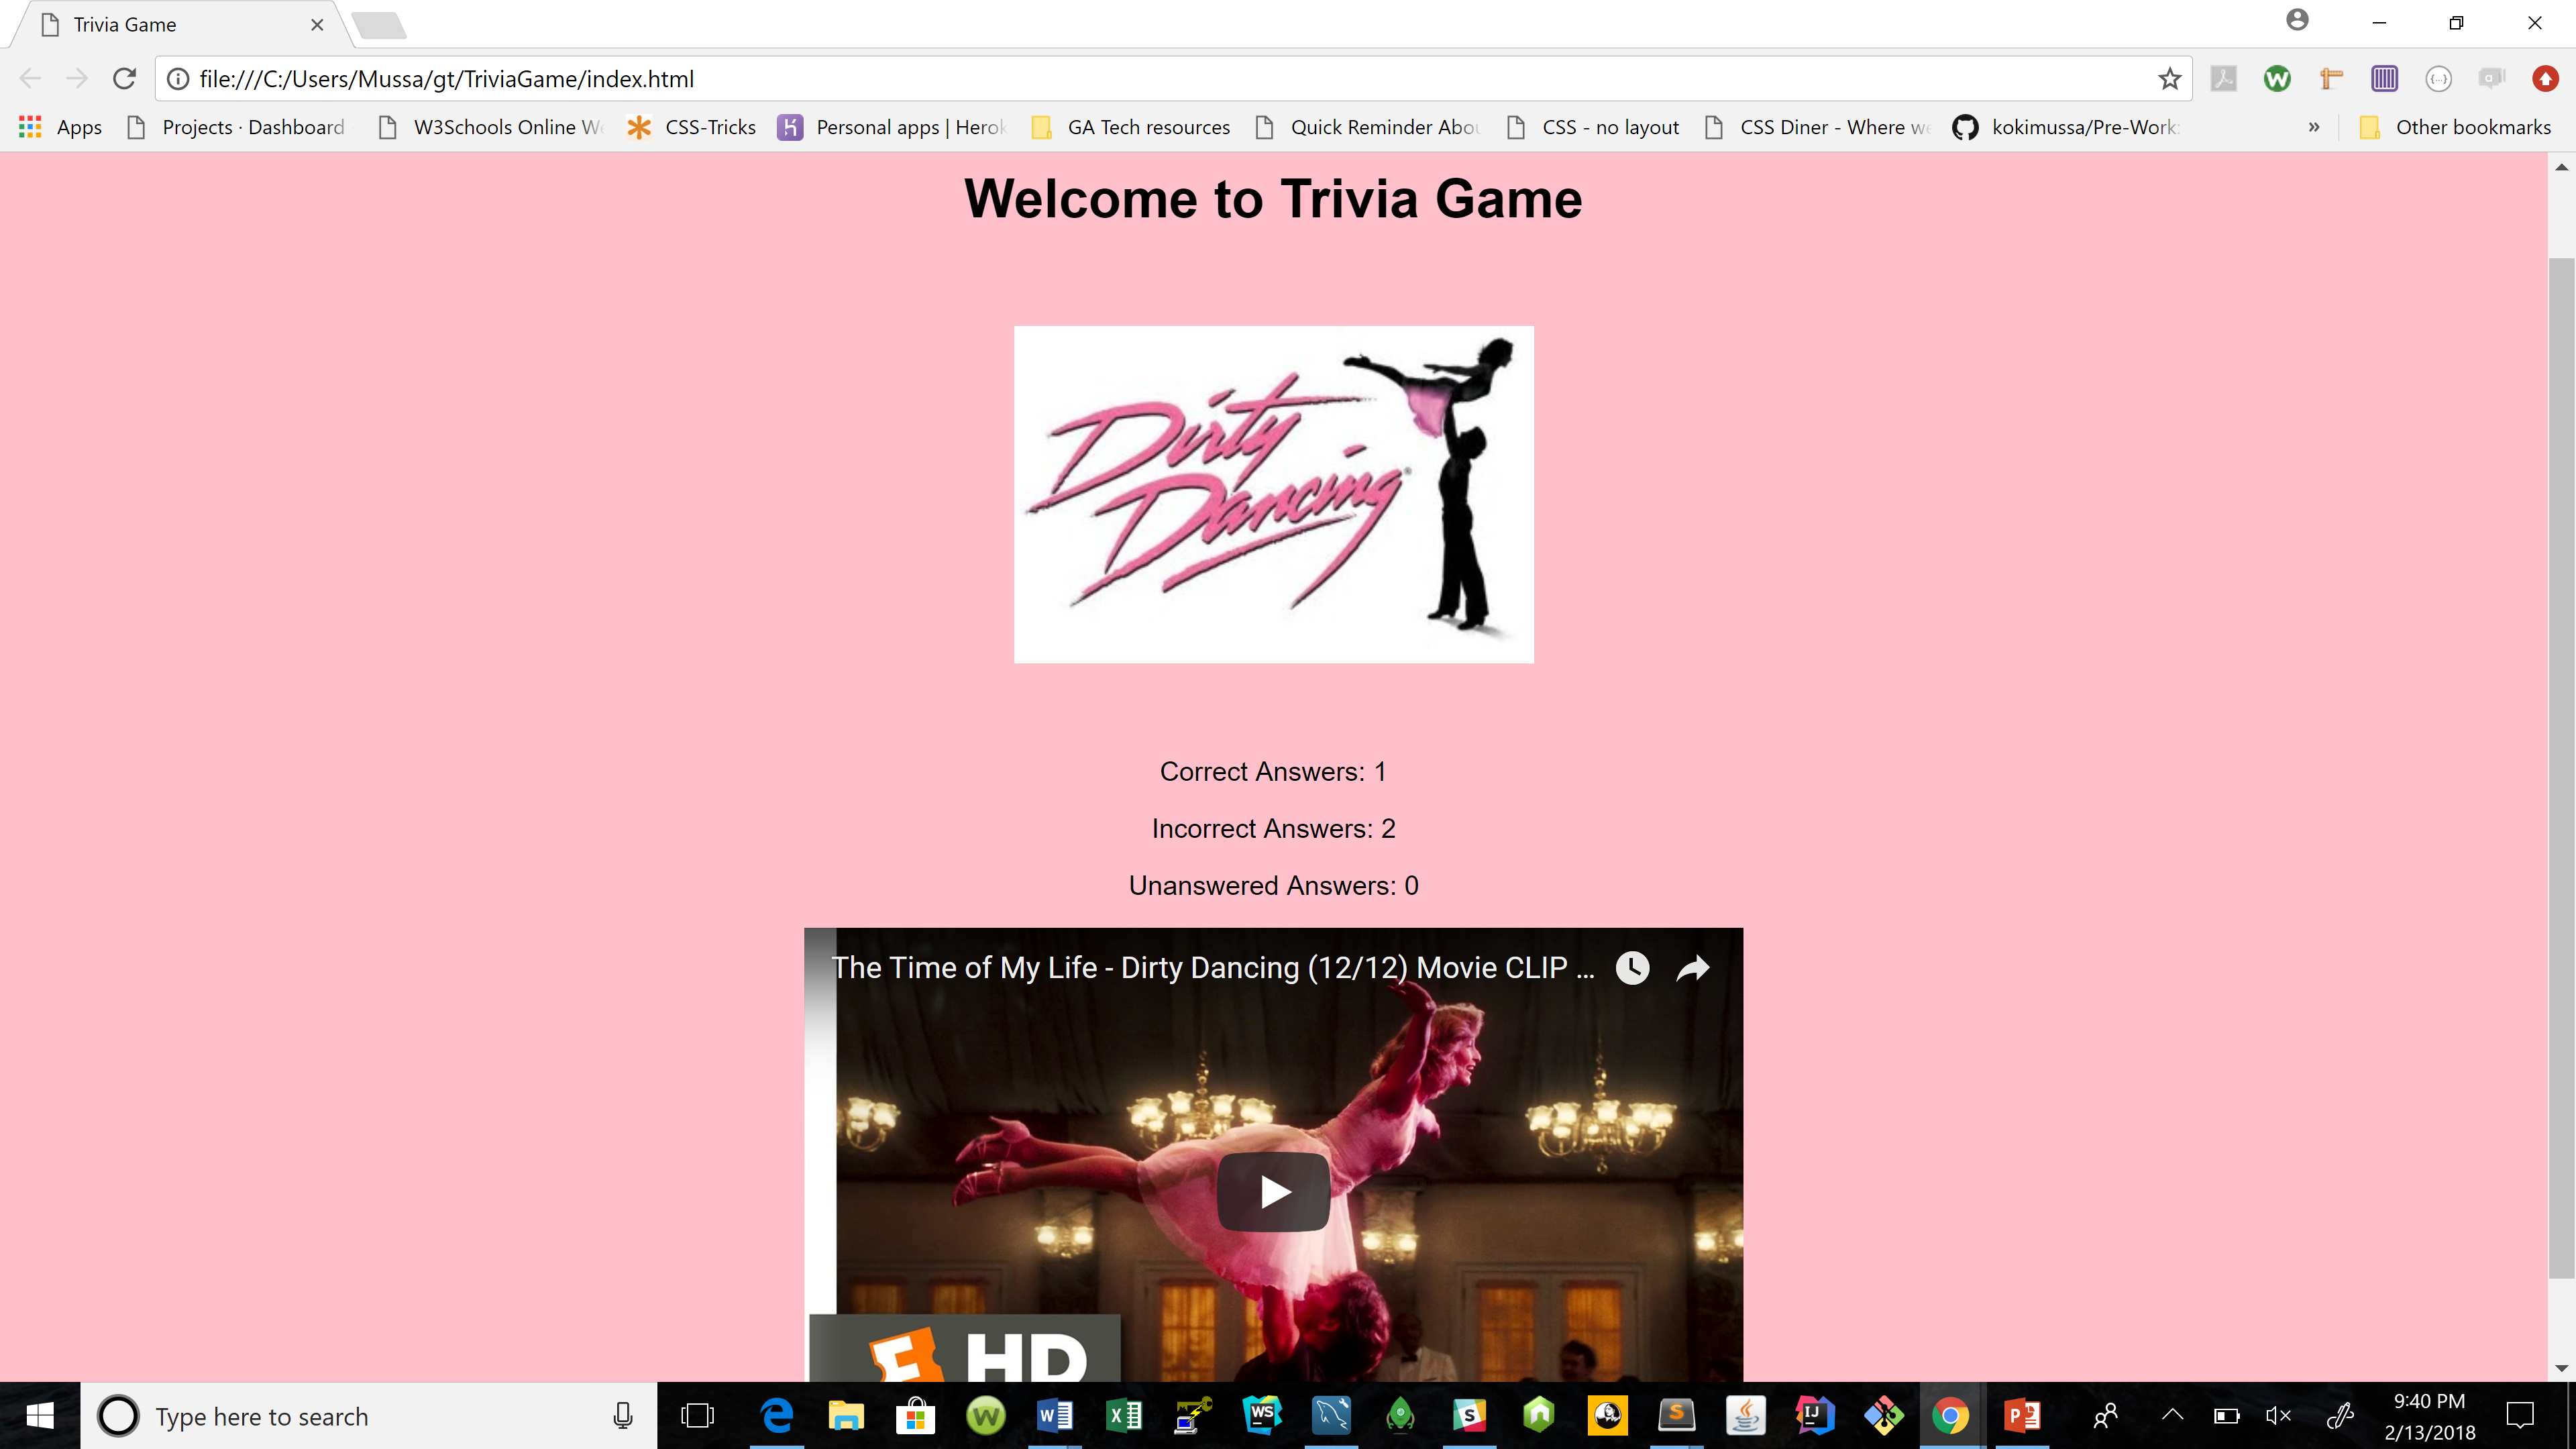 Trivia Game
file:///C:/Users/Mussa/gt/TriviaGame/index.html
Apps Projects · Dashboard W3Schools Online We CSS-Tricks Personal apps | Herok GA Tech resources Quick Reminder Abou CSS - no layout CSS Diner - Where we kokimussa/Pre-Work: » Other bookmarks
Welcome to Trivia Game
Dirty
Dancing
Correct Answers: 1
Incorrect Answers: 2
Unanswered Answers: 0
The Time of My Life - Dirty Dancing (12/12) Movie CLIP ...
HD
Type here to search
9:40 PM
2/13/2018